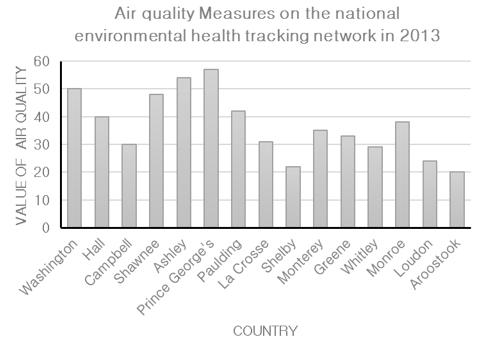 Air quality Measures on the national
environmental health tracking network in 2013
VALUE OF AIR QUALITY
60
50
40
30
20
10
0
Washington
Hall
Campbell
Shawnee
Ashley
Prince George's
Paulding
La Crosse
Shelby
Monterey
Greene
Whitley
Monroe
Loudon
Aroostook
COUNTRY